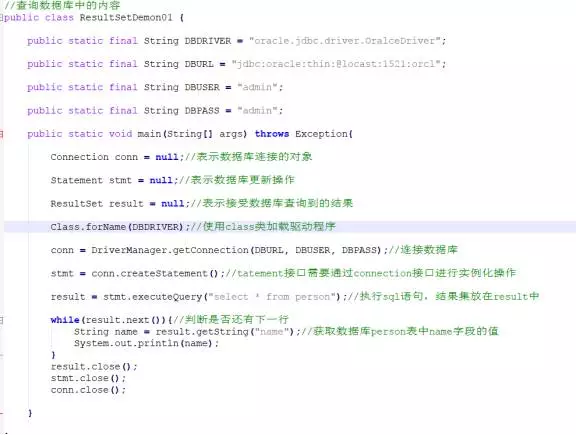 //查询数据库中的内容
public class ResultSetDemon01 {
public static final String DBDRIVER = "oracle.jdbc.driver.OralceDriver";
public static final String DBURL = "jdbc:oracle:thin:@locast:1521:orcl";
public static final String DBUSER = "admin";
public static final String DBPASS = "admin";
public static void main(String[] args) throws Exception{
Connection conn = null;//表示数据库连接的对象
Statement stmt = null;//表示数据库更新操作
ResultSet result = null;//表示接受数据库查询到的结果
Class.forName(DBDRIVER);//使用class类加载驱动程序
conn = DriverManager.getConnection(DBURL, DBUSER, DBPASS);//连接数据库
stmt = conn.createStatement();//tatement接口需要通过connection接口进行实例化操作
result = stmt.executeQuery("select * from person");//执行sql语句，结果集放在result中
while(result.next()){//判断是否还有下一行
String name = result.getString("name");//获取数据库person表中name字段的值
System.out.println(name);
}
result.close();
stmt.close();
conn.close();
}